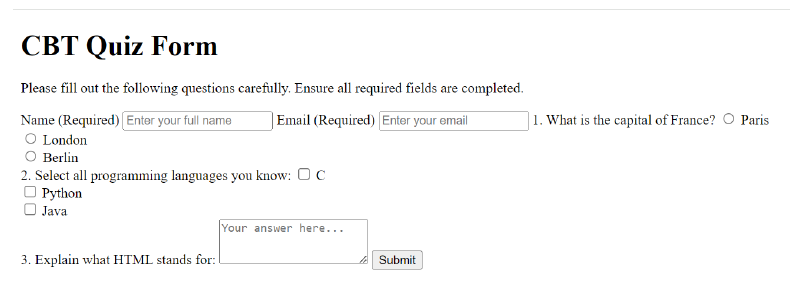 CBT Quiz Form
Please fill out the following questions carefully. Ensure all required fields are completed.
Name (Required) Enter your full name Email (Required) Enter your email 1. What is the capital of France? Paris
London
Berlin
2. Select all programming languages you know: C
Python
Java
Your answer here...
3. Explain what HTML stands for: Submit